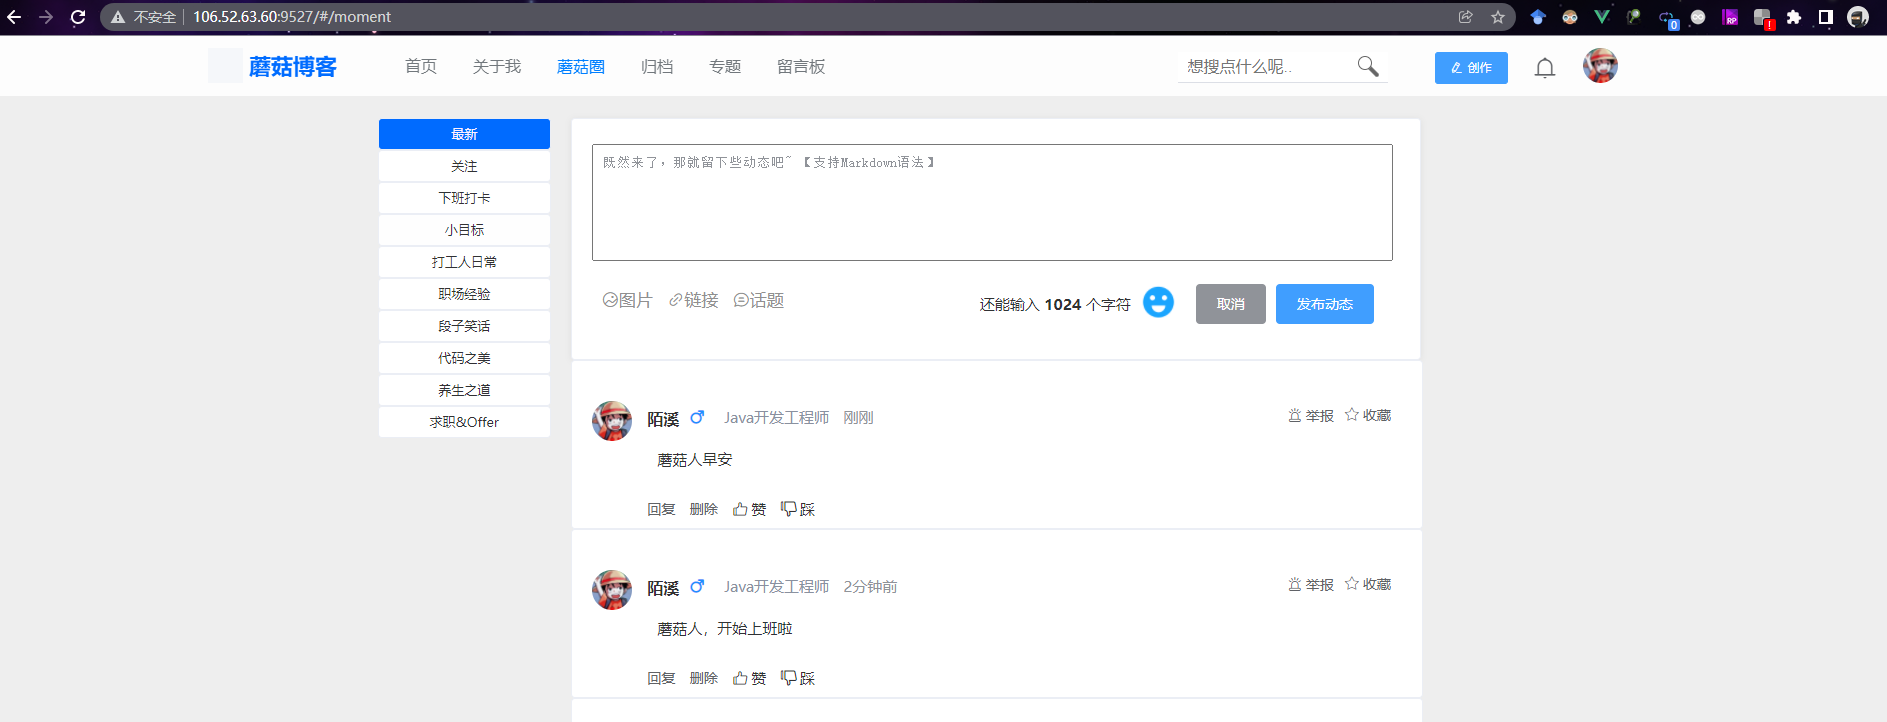 不安全 106.52.63.60:9527/#/moment
蘑菇博客 首页 关于我 蘑菇圈 归档 专题 留言板 想搜点什么呢.. 创作
最新
关注
下班打卡
小目标
打工人日常
职场经验
段子笑话
代码之美
养生之道
求职&Offer
既然来了，那就留下些动态吧~ 【支持Markdown语法】
图片 链接 话题 还能输入 1024 个字符 取消 发布动态
陌溪 Java开发工程师 刚刚 举报 收藏
蘑菇人早安
回复 删除 赞 踩
陌溪 Java开发工程师 2分钟前 举报 收藏
蘑菇人，开始上班啦
回复 删除 赞 踩
0
RP
!